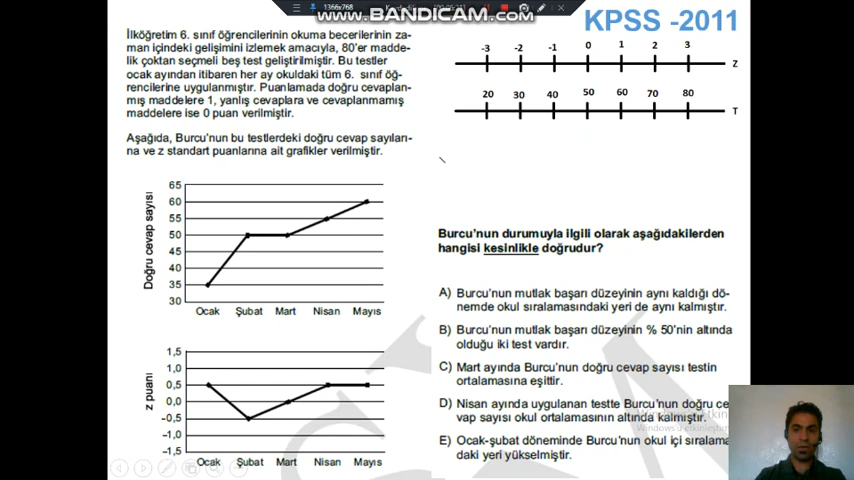 1366x768
WWW.BANDICAM.COM
KPSS -2011
İlköğretim 6. sınıf öğrencilerinin okuma becerilerinin za-
man içindeki gelişimini izlemek amacıyla, 80'er madde-
lik çoktan seçmeli beş test geliştirilmiştir. Bu testler
ocak ayından itibaren her ay okuldaki tüm 6. sınıf öğ-
rencilerine uygulanmıştır. Puanlamada doğru cevaplan-
mış maddelere 1, yanlış cevaplara ve cevaplanmamış
maddelere ise 0 puan verilmiştir.
Aşağıda, Burcu'nun bu testlerdeki doğru cevap sayıları-
na ve z standart puanlarına ait grafikler verilmiştir.
-3 -2 -1 0 1 2 3
Z
20 30 40 50 60 70 80
T
Doğru cevap sayısı
65
60
55
50
45
40
35
30
Ocak Şubat Mart Nisan Mayıs
z puanı
1,5
1,0
0,5
0,0
–0,5
–1,0
–1,5
Ocak Şubat Mart Nisan Mayıs
Burcu'nun durumuyla ilgili olarak aşağıdakilerden
hangisi kesinlikle doğrudur?
A) Burcu'nun mutlak başarı düzeyinin aynı kaldığı dö-
nemde okul sıralamasındaki yeri de aynı kalmıştır.
B) Burcu'nun mutlak başarı düzeyinin % 50'nin altında
olduğu iki test vardır.
C) Mart ayında Burcu'nun doğru cevap sayısı testin
ortalamasına eşittir.
D) Nisan ayında uygulanan testte Burcu'nun doğru ce
vap sayısı okul ortalamasının altında kalmıştır.
E) Ocak-şubat döneminde Burcu'nun okul içi sıralama
daki yeri yükselmiştir.